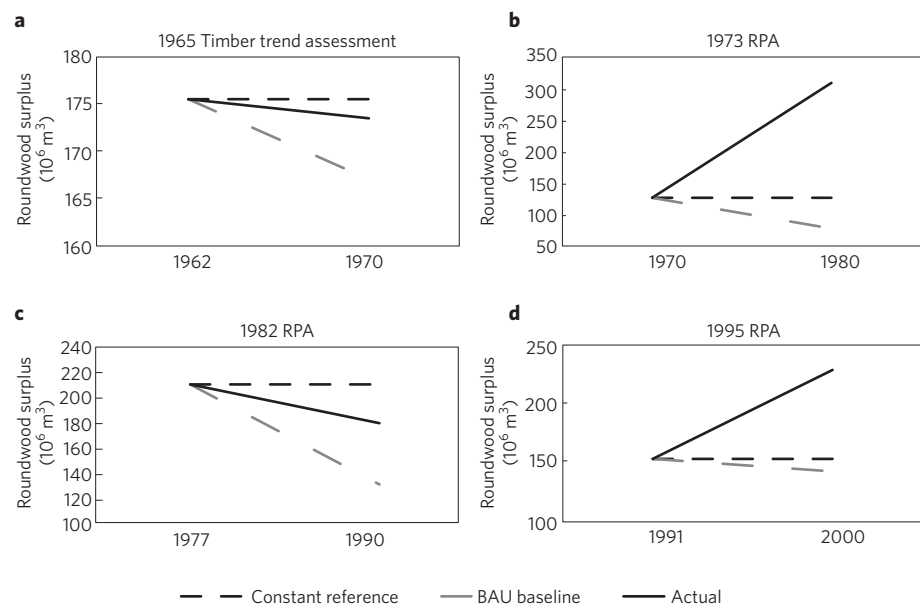 a
1965 Timber trend assessment
Roundwood surplus
(10⁶ m³)
180
175
170
165
160
1962 1970
b
1973 RPA
Roundwood surplus
(10⁶ m³)
350
300
250
200
150
100
50
1970 1980
c
1982 RPA
Roundwood surplus
(10⁶ m³)
240
220
200
180
160
140
120
100
1977 1990
d
1995 RPA
Roundwood surplus
(10⁶ m³)
250
200
150
100
1991 2000
Constant reference BAU baseline Actual